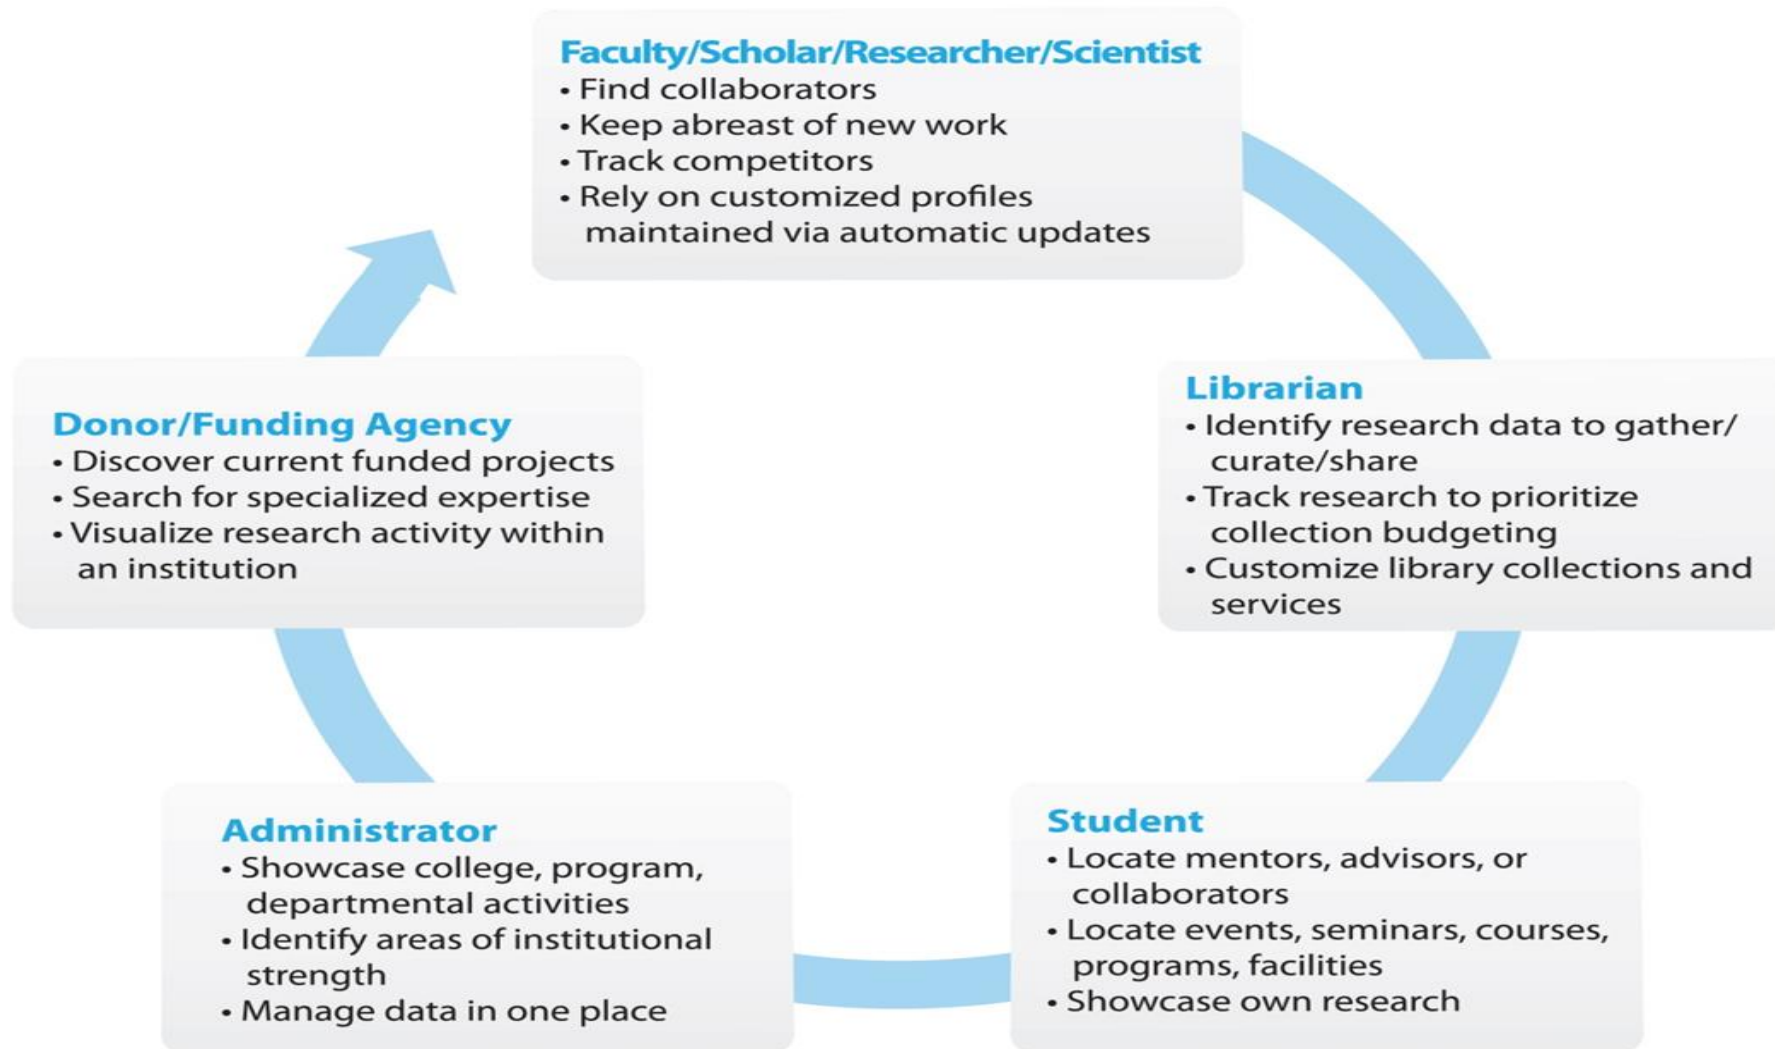 Faculty/Scholar/Researcher/Scientist
• Find collaborators
• Keep abreast of new work
• Track competitors
• Rely on customized profiles
maintained via automatic updates
Librarian
• Identify research data to gather/
curate/share
• Track research to prioritize
collection budgeting
• Customize library collections and
services
Student
• Locate mentors, advisors, or
collaborators
• Locate events, seminars, courses,
programs, facilities
• Showcase own research
Administrator
• Showcase college, program,
departmental activities
• Identify areas of institutional
strength
• Manage data in one place
Donor/Funding Agency
• Discover current funded projects
• Search for specialized expertise
• Visualize research activity within
an institution